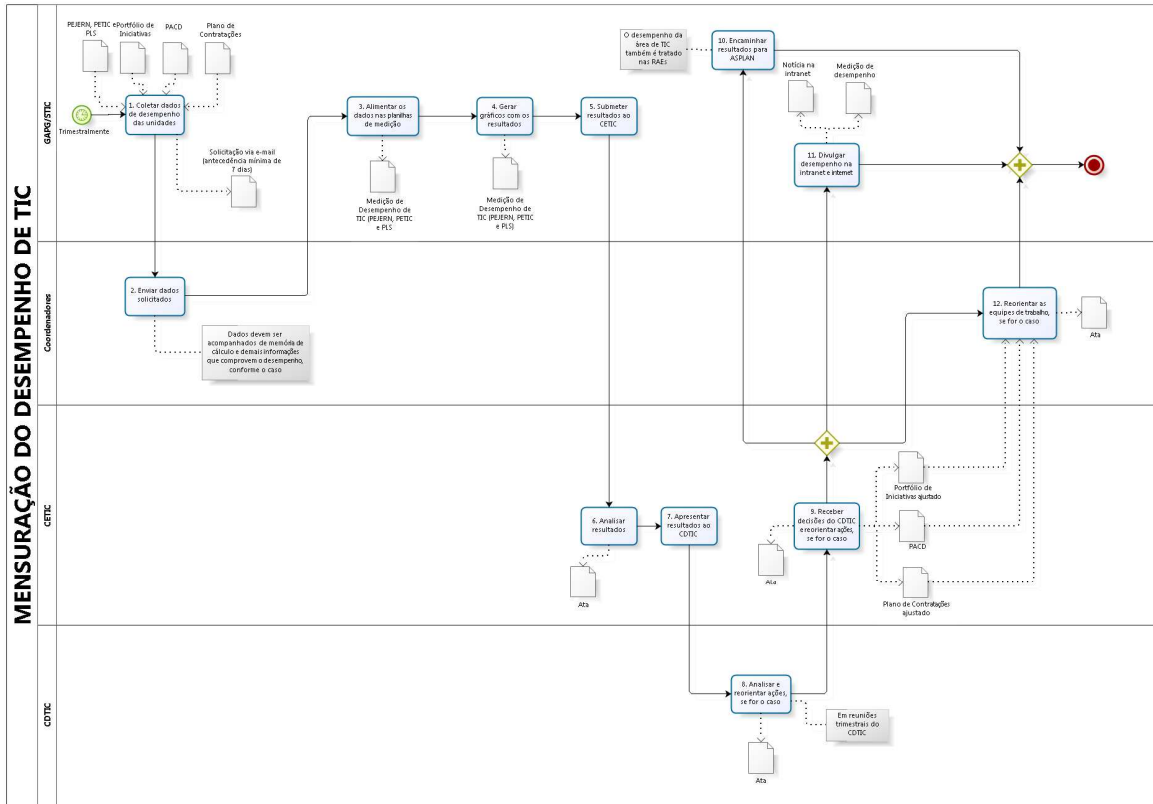 MENSURAÇÃO DO DESEMPENHO DE TIC
GAPG/STIC
PEJERN, PETIC e
PLS
Portfólio de
Iniciativas
PACD
Plano de
Contratações
Trimestralmente
1. Coletar dados
de desempenho
das unidades
Solicitação via e-mail
(antecedência mínima de
7 dias)
3. Alimentar os
dados nas planilhas
de medição
Medição de
Desempenho de
TIC (PEJERN, PETIC
e PLS)
4. Gerar
gráficos com os
resultados
Medição de
Desempenho de
TIC (PEJERN, PETIC
e PLS)
5. Submeter
resultados ao
CETIC
O desempenho da
área de TIC
também é tratado
nas RAEs
10. Encaminhar
resultados para
ASPLAN
Notícia na
intranet
Medição de
desempenho
11. Divulgar
desempenho na
intranet e internet
Coordenadores
2. Enviar dados
solicitados
Dados devem ser
acompanhados de memória de
cálculo e demais informações
que comprovem o desempenho,
conforme o caso
12. Reorientar as
equipes de trabalho,
se for o caso
Ata
CETIC
6. Analisar
resultados
Ata
7. Apresentar
resultados ao
CDTIC
9. Receber
decisões do CDTIC
e reorientar ações,
se for o caso
Ata
Portfólio de
Iniciativas ajustado
PACD
Plano de Contratações
ajustado
CDTIC
8. Analisar e
reorientar ações,
se for o caso
Em reuniões
trimestrais do
CDTIC
Ata